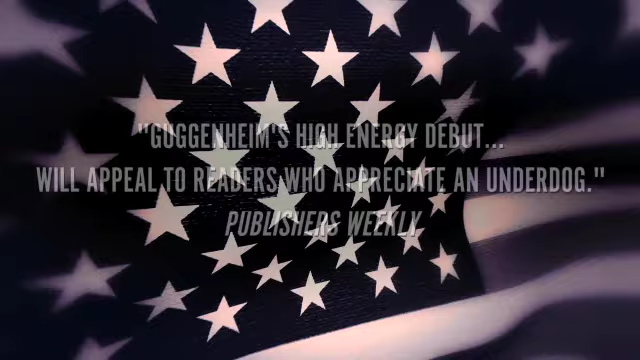 "GUGGENHEIM'S HIGH ENERGY DEBUT...
WILL APPEAL TO READERS WHO APPRECIATE AN UNDERDOG."
PUBLISHERS WEEKLY